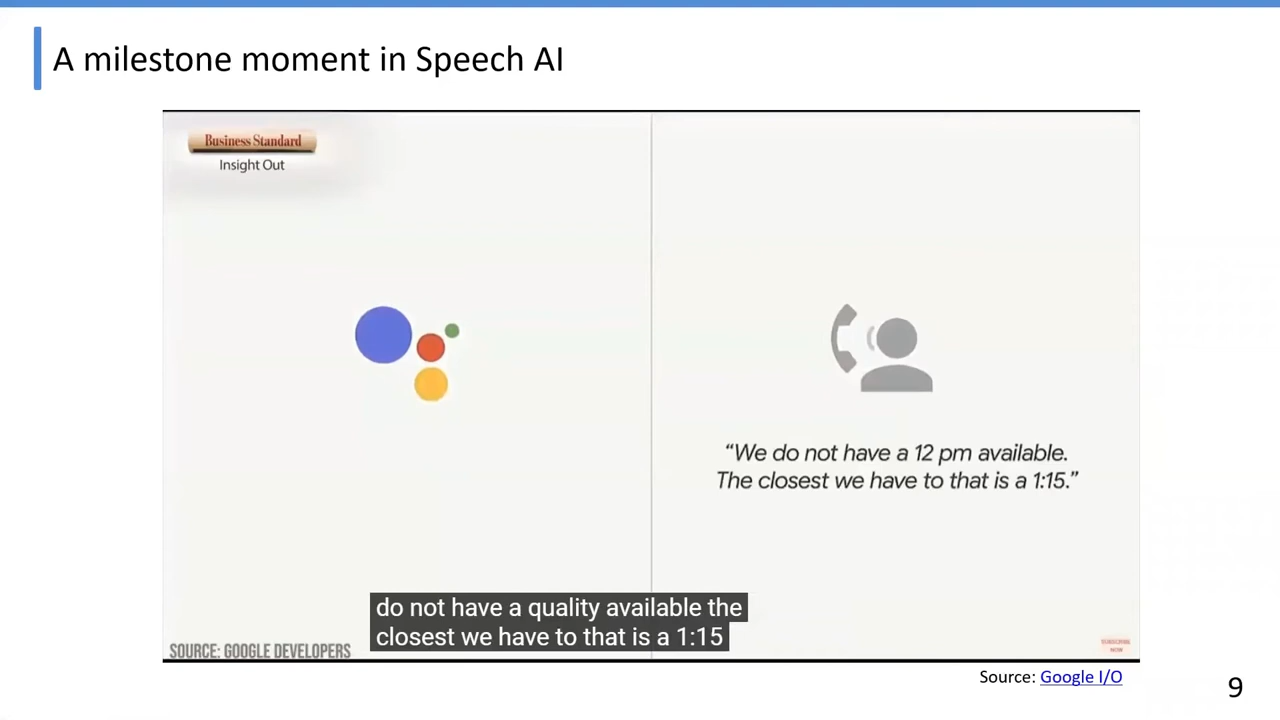 A milestone moment in Speech AI
Business Standard
Insight Out
“We do not have a 12 pm available.
The closest we have to that is a 1:15.”
do not have a quality available the
closest we have to that is a 1:15
SOURCE: GOOGLE DEVELOPERS
SUBSCRIBE
NOW
Source: Google I/O
9